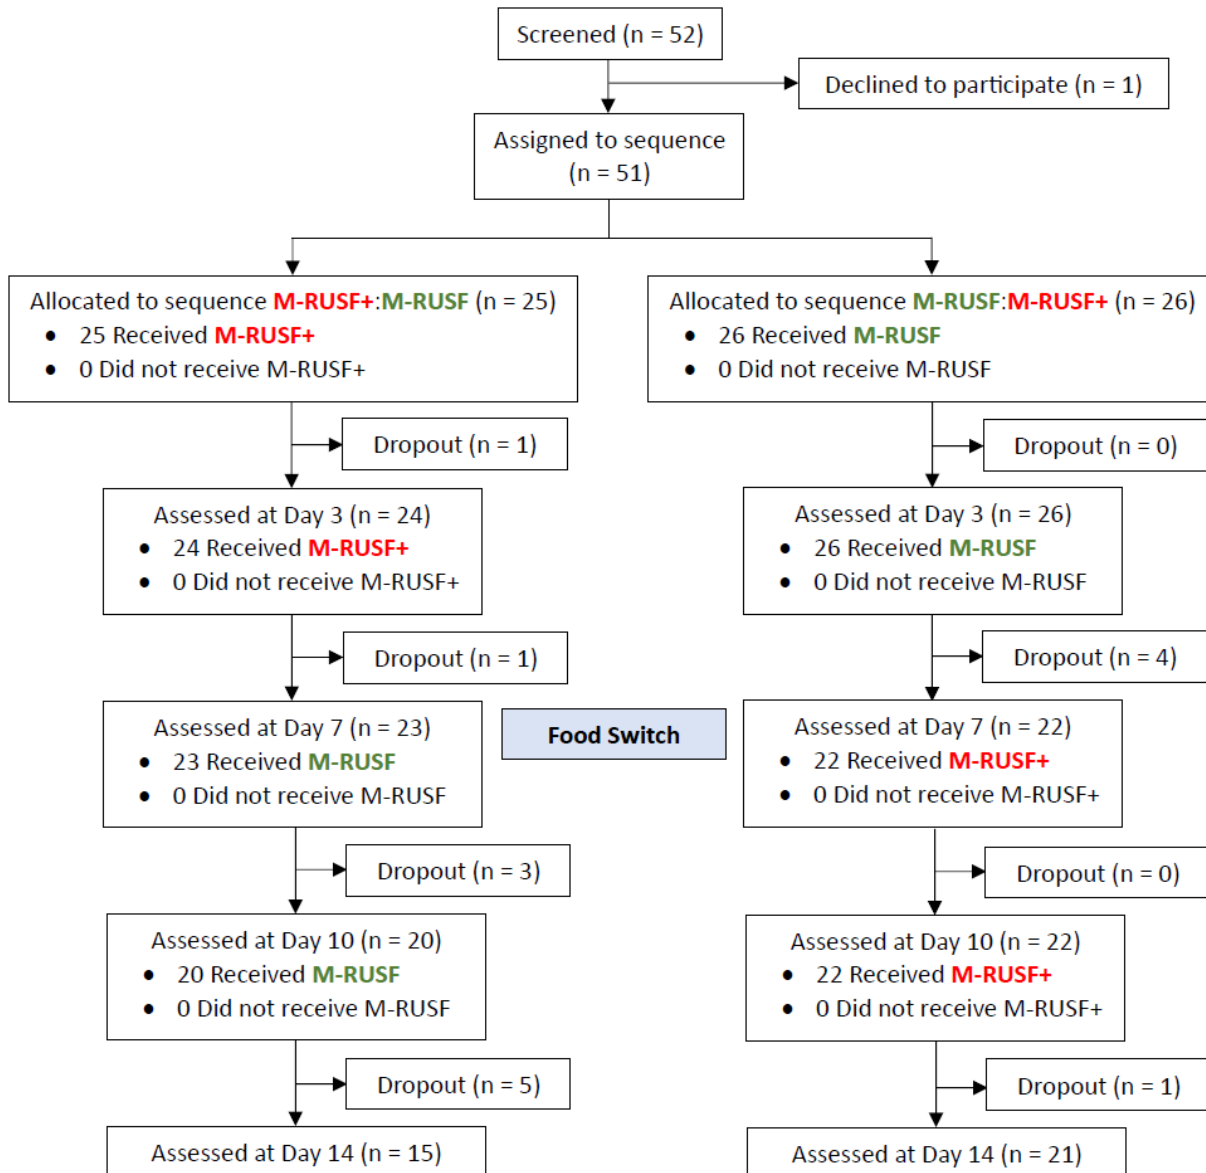 Screened (n = 52)
Declined to participate (n = 1)
Assigned to sequence
(n = 51)
Allocated to sequence M-RUSF+:M-RUSF (n = 25)
• 25 Received M-RUSF+
• 0 Did not receive M-RUSF+
Allocated to sequence M-RUSF:M-RUSF+ (n = 26)
• 26 Received M-RUSF
• 0 Did not receive M-RUSF
Dropout (n = 1)
Dropout (n = 0)
Assessed at Day 3 (n = 24)
• 24 Received M-RUSF+
• 0 Did not receive M-RUSF+
Assessed at Day 3 (n = 26)
• 26 Received M-RUSF
• 0 Did not receive M-RUSF
Dropout (n = 1)
Dropout (n = 4)
Assessed at Day 7 (n = 23)
• 23 Received M-RUSF
• 0 Did not receive M-RUSF
Food Switch
Assessed at Day 7 (n = 22)
• 22 Received M-RUSF+
• 0 Did not receive M-RUSF+
Dropout (n = 3)
Dropout (n = 0)
Assessed at Day 10 (n = 20)
• 20 Received M-RUSF
• 0 Did not receive M-RUSF
Assessed at Day 10 (n = 22)
• 22 Received M-RUSF+
• 0 Did not receive M-RUSF+
Dropout (n = 5)
Dropout (n = 1)
Assessed at Day 14 (n = 15)
Assessed at Day 14 (n = 21)